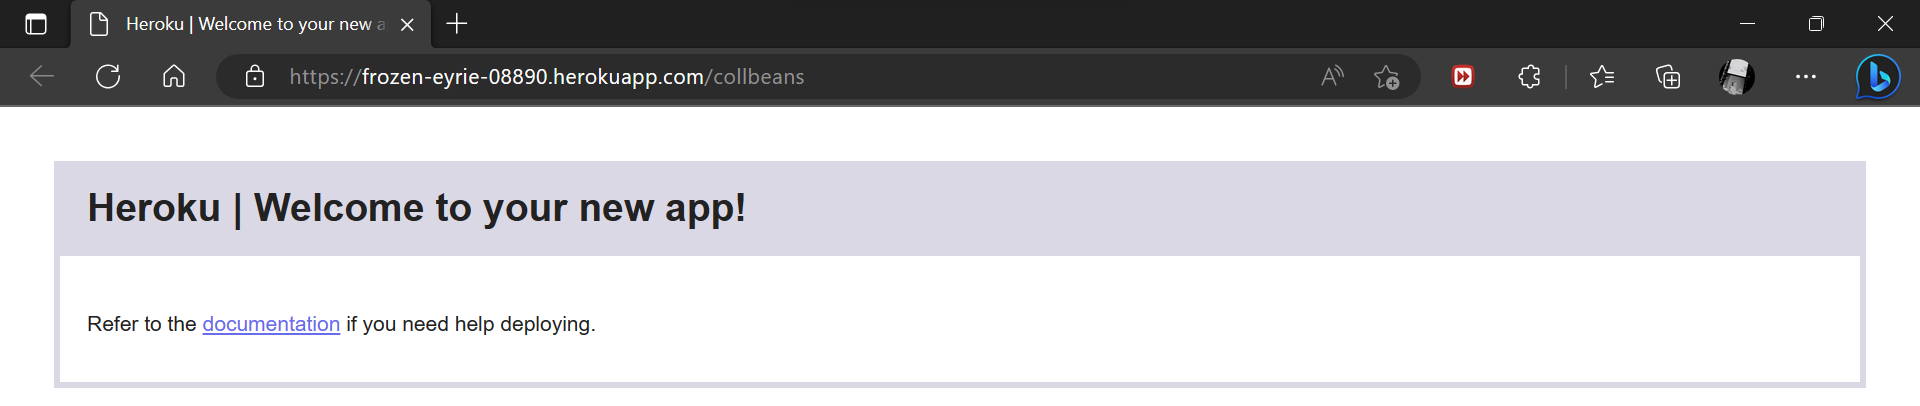 Heroku | Welcome to your new a
https://frozen-eyrie-08890.herokuapp.com/collbeans
Heroku | Welcome to your new app!
Refer to the documentation if you need help deploying.